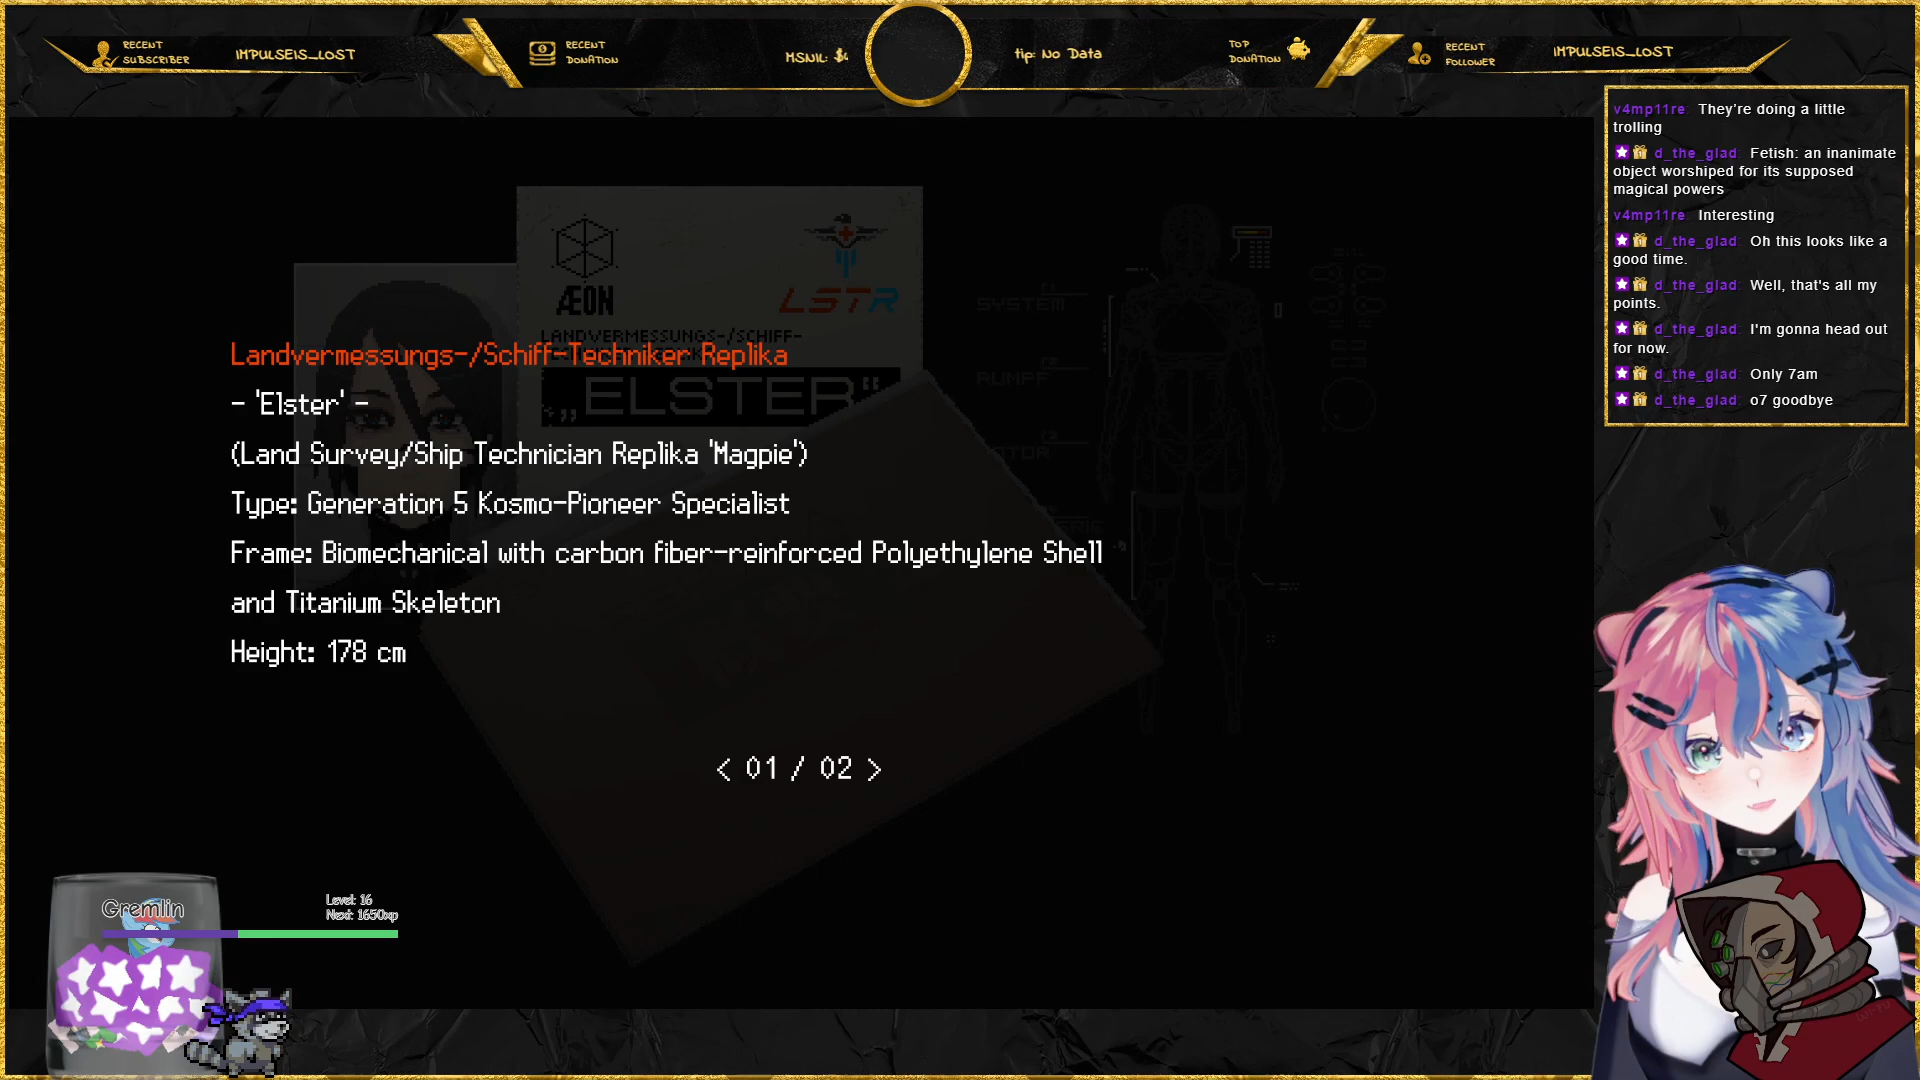 RECENT
SUBSCRIBER
IMPULSEIS_LOST
RECENT
DONATION
MSNIL: $4
tip: No Data
TOP
DONATION
RECENT
FOLLOWER
IMPULSEIS_LOST
v4mp11re: They're doing a little
trolling
d_the_glad: Fetish: an inanimate
object worshiped for its supposed
magical powers
v4mp11re: Interesting
d_the_glad: Oh this looks like a
good time.
d_the_glad: Well, that's all my
points.
d_the_glad: I'm gonna head out
for now.
d_the_glad: Only 7am
d_the_glad: o7 goodbye
ÆON
LSTR
LANDVERMESSUNGS-/SCHIFF-
„ELSTER“
SYSTEM
RUMPF
Landvermessungs-/Schiff-Techniker Replika
- 'Elster' -
(Land Survey/Ship Technician Replika 'Magpie')
Type: Generation 5 Kosmo-Pioneer Specialist
Frame: Biomechanical with carbon fiber-reinforced Polyethylene Shell
and Titanium Skeleton
Height: 178 cm
< 01 / 02 >
Gremlin
Level: 16
Next: 1650xp